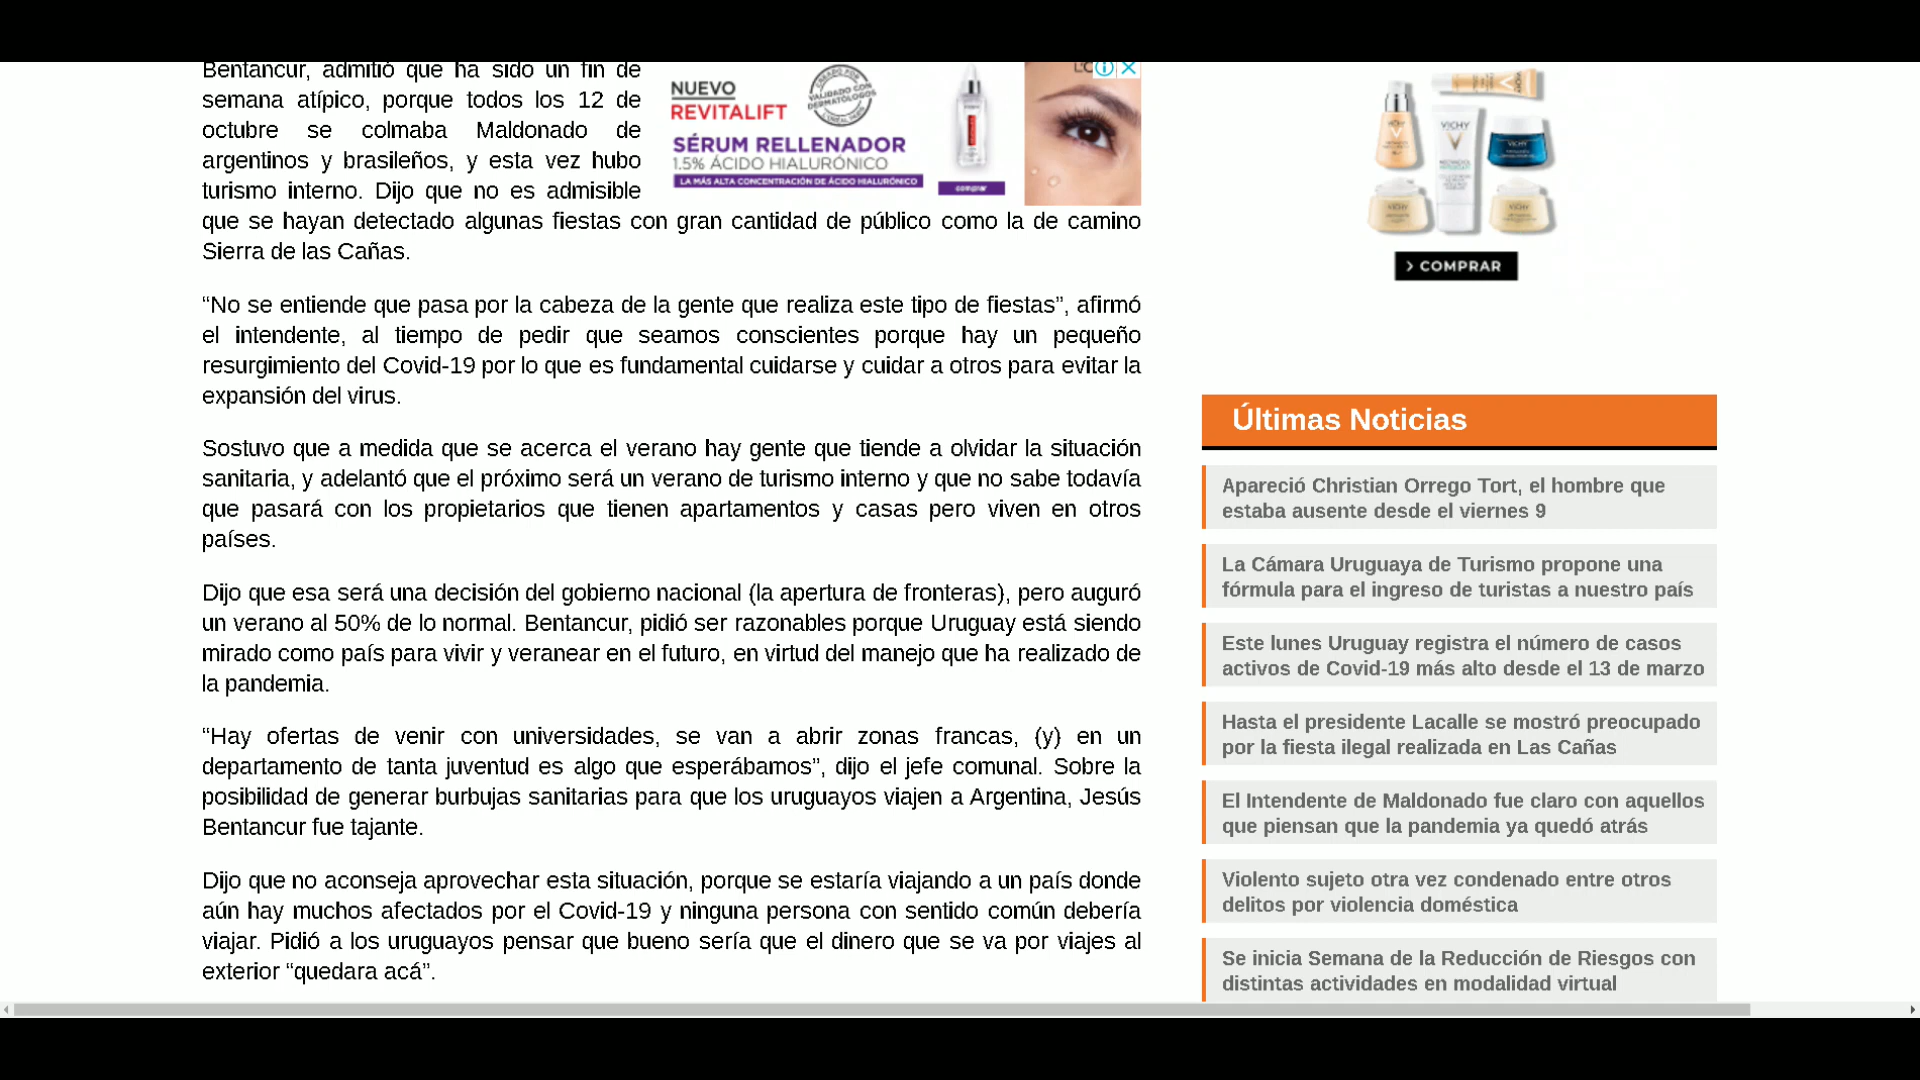 Bentancur, admitió que ha sido un fin de
semana atípico, porque todos los 12 de
octubre se colmaba Maldonado de
argentinos y brasileños, y esta vez hubo
turismo interno. Dijo que no es admisible
que se hayan detectado algunas fiestas con gran cantidad de público como la de camino
Sierra de las Cañas.
“No se entiende que pasa por la cabeza de la gente que realiza este tipo de fiestas”, afirmó
el intendente, al tiempo de pedir que seamos conscientes porque hay un pequeño
resurgimiento del Covid-19 por lo que es fundamental cuidarse y cuidar a otros para evitar la
expansión del virus.
Sostuvo que a medida que se acerca el verano hay gente que tiende a olvidar la situación
sanitaria, y adelantó que el próximo será un verano de turismo interno y que no sabe todavía
que pasará con los propietarios que tienen apartamentos y casas pero viven en otros
países.
Dijo que esa será una decisión del gobierno nacional (la apertura de fronteras), pero auguró
un verano al 50% de lo normal. Bentancur, pidió ser razonables porque Uruguay está siendo
mirado como país para vivir y veranear en el futuro, en virtud del manejo que ha realizado de
la pandemia.
“Hay ofertas de venir con universidades, se van a abrir zonas francas, (y) en un
departamento de tanta juventud es algo que esperábamos”, dijo el jefe comunal. Sobre la
posibilidad de generar burbujas sanitarias para que los uruguayos viajen a Argentina, Jesús
Bentancur fue tajante.
Dijo que no aconseja aprovechar esta situación, porque se estaría viajando a un país donde
aún hay muchos afectados por el Covid-19 y ninguna persona con sentido común debería
viajar. Pidió a los uruguayos pensar que bueno sería que el dinero que se va por viajes al
exterior “quedara acá”.
NUEVO
REVITALIFT
CREADO POR
VALIDADO CON
DERMATÓLOGOS
SÉRUM RELLENADOR
1.5% ÁCIDO HIALURÓNICO
LA MÁS ALTA CONCENTRACIÓN DE ÁCIDO HIALURÓNICO
comprar
VICHY
VICHY
> COMPRAR
Últimas Noticias
Apareció Christian Orrego Tort, el hombre que
estaba ausente desde el viernes 9
La Cámara Uruguaya de Turismo propone una
fórmula para el ingreso de turistas a nuestro país
Este lunes Uruguay registra el número de casos
activos de Covid-19 más alto desde el 13 de marzo
Hasta el presidente Lacalle se mostró preocupado
por la fiesta ilegal realizada en Las Cañas
El Intendente de Maldonado fue claro con aquellos
que piensan que la pandemia ya quedó atrás
Violento sujeto otra vez condenado entre otros
delitos por violencia doméstica
Se inicia Semana de la Reducción de Riesgos con
distintas actividades en modalidad virtual